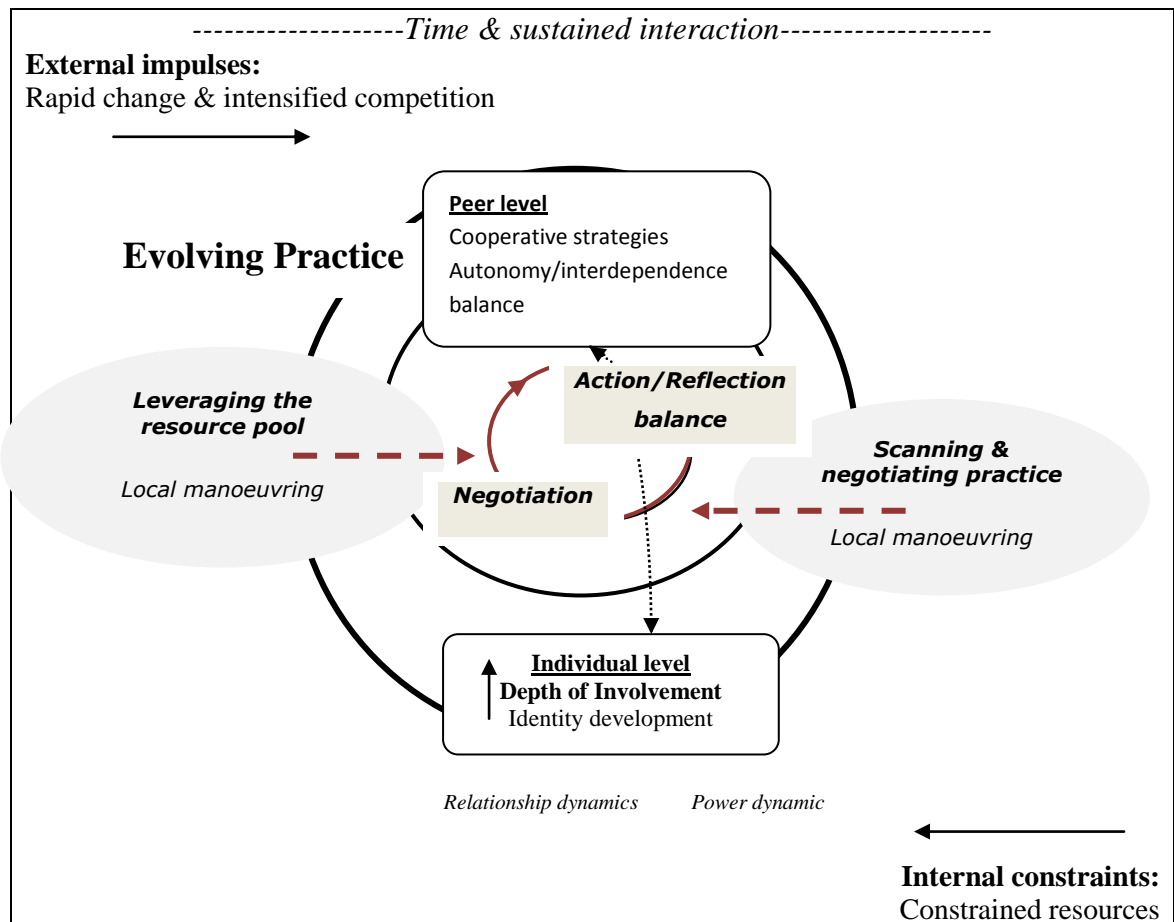 --------------------Time & sustained interaction--------------------
External impulses:
Rapid change & intensified competition
Peer level
Cooperative strategies
Autonomy/interdependence
balance
Evolving Practice
Leveraging the
resource pool
Local manoeuvring
Action/Reflection
balance
Negotiation
Scanning &
negotiating practice
Local manoeuvring
Individual level
Depth of Involvement
Identity development
Relationship dynamics Power dynamic
Internal constraints:
Constrained resources